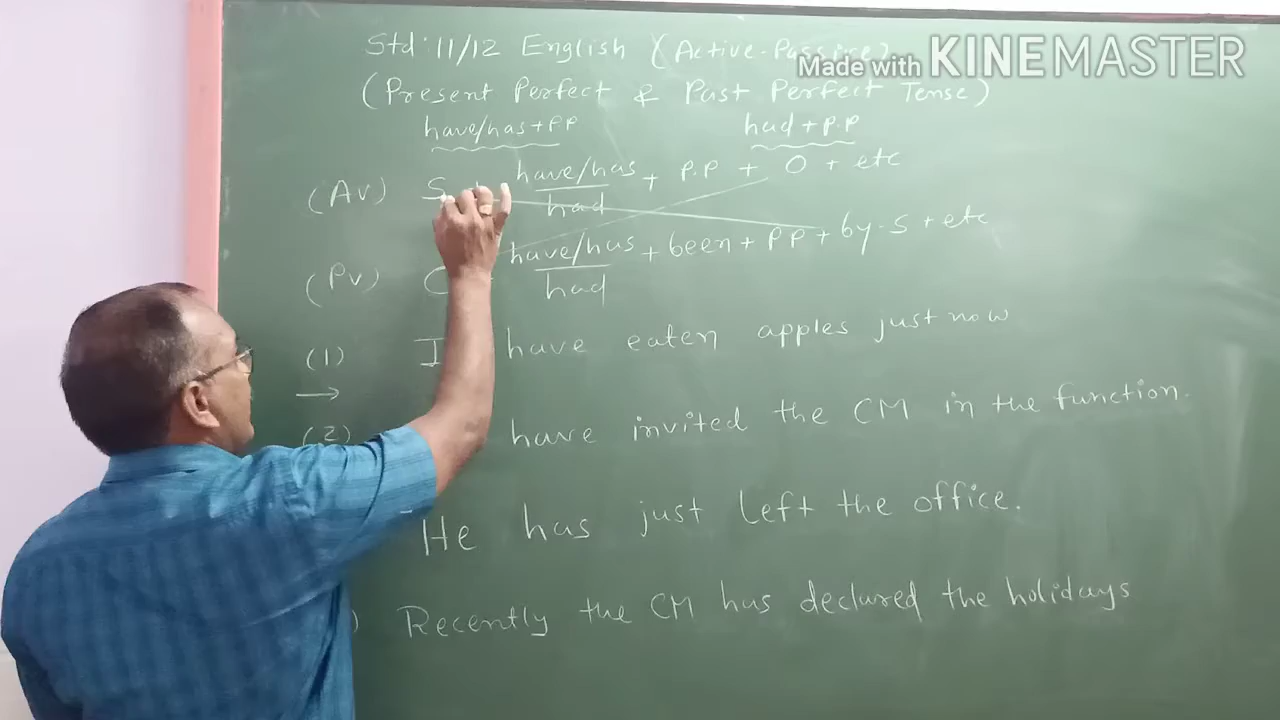 Std: 11/12 English (Active-Passive)
Made with KINEMASTER
(Present Perfect & Past Perfect Tense)
have/has + PP had + P.P
(Av) S + have/has + P.P + O + etc
had
(Pv) have/has + been + PP + by. S + etc
had
(1) I have eaten apples just now
→
(2) have invited the CM in the function.
He has just left the office.
) Recently the CM has declared the holidays